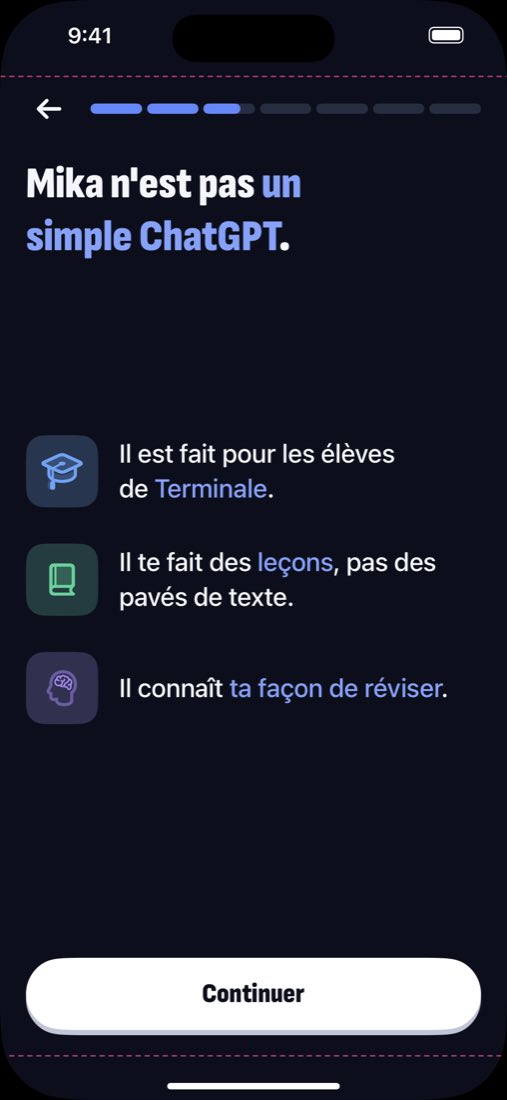 9:41
Mika n'est pas un
simple ChatGPT.
Il est fait pour les élèves
de Terminale.
Il te fait des leçons, pas des
pavés de texte.
Il connaît ta façon de réviser.
Continuer